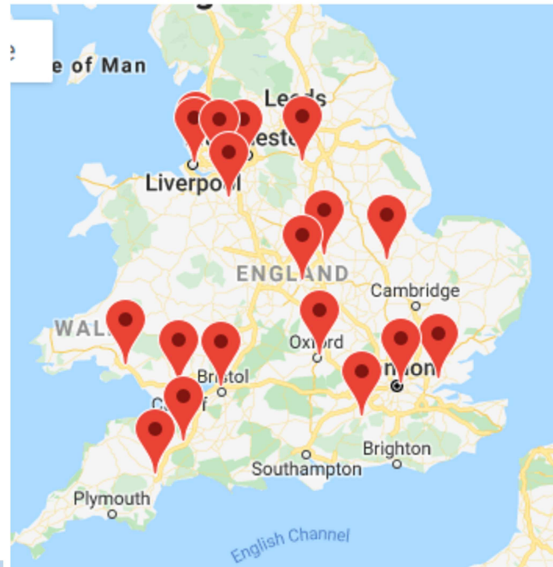 e of Man
Leeds
Liverpool
ENGLAND
Cambridge
WAL
Oxford
Bristol
Brighton
Southampton
Plymouth
English Channel